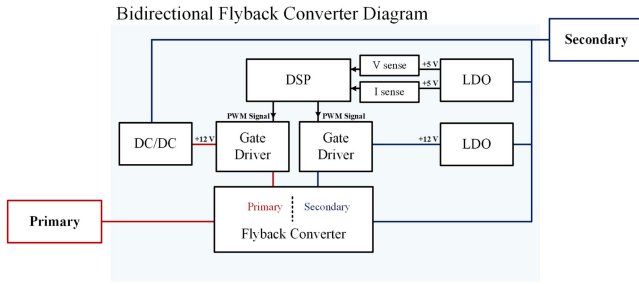 Bidirectional Flyback Converter Diagram
Secondary
V sense
+5 V
DSP
LDO
I sense
+5 V
PWM Signal
PWM Signal
DC/DC
+12 V
Gate
Driver
Gate
Driver
+12 V
LDO
Primary
Primary
Secondary
Flyback Converter